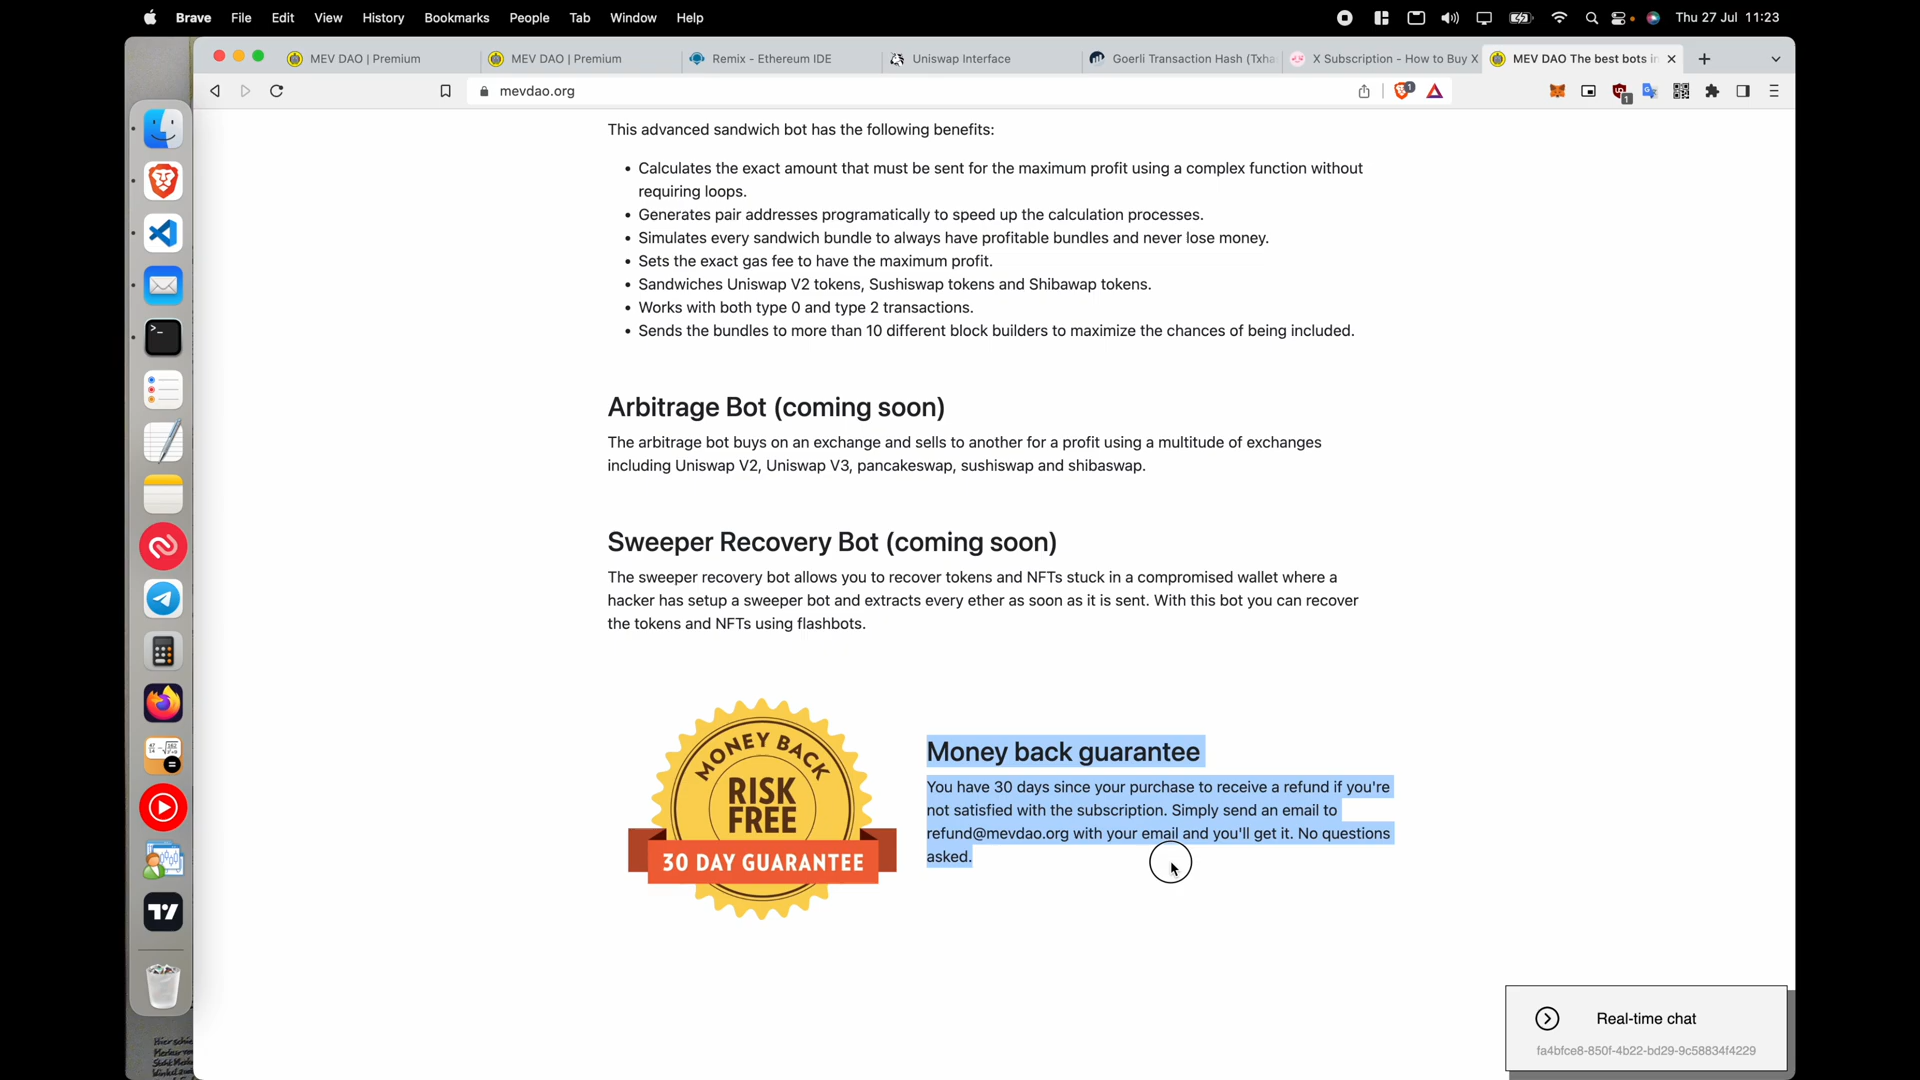 Brave File Edit View History Bookmarks People Tab Window Help Thu 27 Jul 11:23
MEV DAO | Premium MEV DAO | Premium Remix - Ethereum IDE Uniswap Interface Goerli Transaction Hash (Txha X Subscription - How to Buy X MEV DAO The best bots in
mevdao.org
This advanced sandwich bot has the following benefits:
• Calculates the exact amount that must be sent for the maximum profit using a complex function without
requiring loops.
• Generates pair addresses programatically to speed up the calculation processes.
• Simulates every sandwich bundle to always have profitable bundles and never lose money.
• Sets the exact gas fee to have the maximum profit.
• Sandwiches Uniswap V2 tokens, Sushiswap tokens and Shibawap tokens.
• Works with both type 0 and type 2 transactions.
• Sends the bundles to more than 10 different block builders to maximize the chances of being included.
Arbitrage Bot (coming soon)
The arbitrage bot buys on an exchange and sells to another for a profit using a multitude of exchanges
including Uniswap V2, Uniswap V3, pancakeswap, sushiswap and shibaswap.
Sweeper Recovery Bot (coming soon)
The sweeper recovery bot allows you to recover tokens and NFTs stuck in a compromised wallet where a
hacker has setup a sweeper bot and extracts every ether as soon as it is sent. With this bot you can recover
the tokens and NFTs using flashbots.
MONEY BACK
RISK
FREE
30 DAY GUARANTEE
Money back guarantee
You have 30 days since your purchase to receive a refund if you're
not satisfied with the subscription. Simply send an email to
refund@mevdao.org with your email and you'll get it. No questions
asked.
Real-time chat
fa4bfce8-850f-4b22-bd29-9c58834f4229